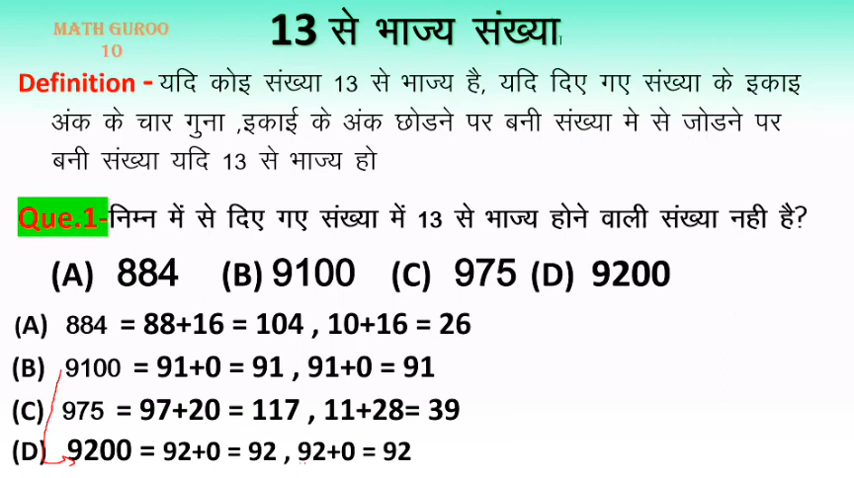 MATH GUROO
10
13 से भाज्य संख्या
Definition - यदि कोइ संख्या 13 से भाज्य है, यदि दिए गए संख्या के इकाइ
अंक के चार गुना ,इकाई के अंक छोडने पर बनी संख्या मे से जोडने पर
बनी संख्या यदि 13 से भाज्य हो
Que.1-निम्न में से दिए गए संख्या में 13 से भाज्य होने वाली संख्या नही है?
(A) 884 (B) 9100 (C) 975 (D) 9200
(A) 884 = 88+16 = 104 , 10+16 = 26
(B) 9100 = 91+0 = 91 , 91+0 = 91
(C) 975 = 97+20 = 117 , 11+28= 39
(D) 9200 = 92+0 = 92 , 92+0 = 92